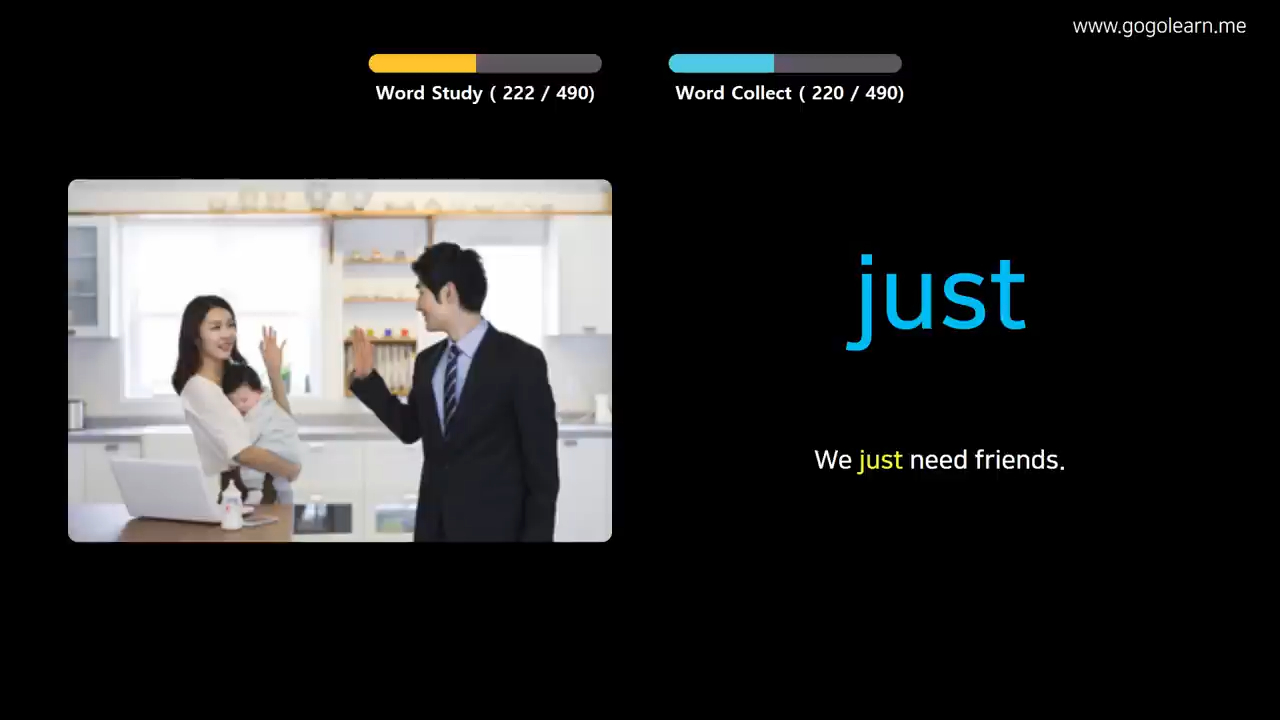 www.gogolearn.me
Word Study ( 222 / 490)
Word Collect ( 220 / 490)
just
We just need friends.